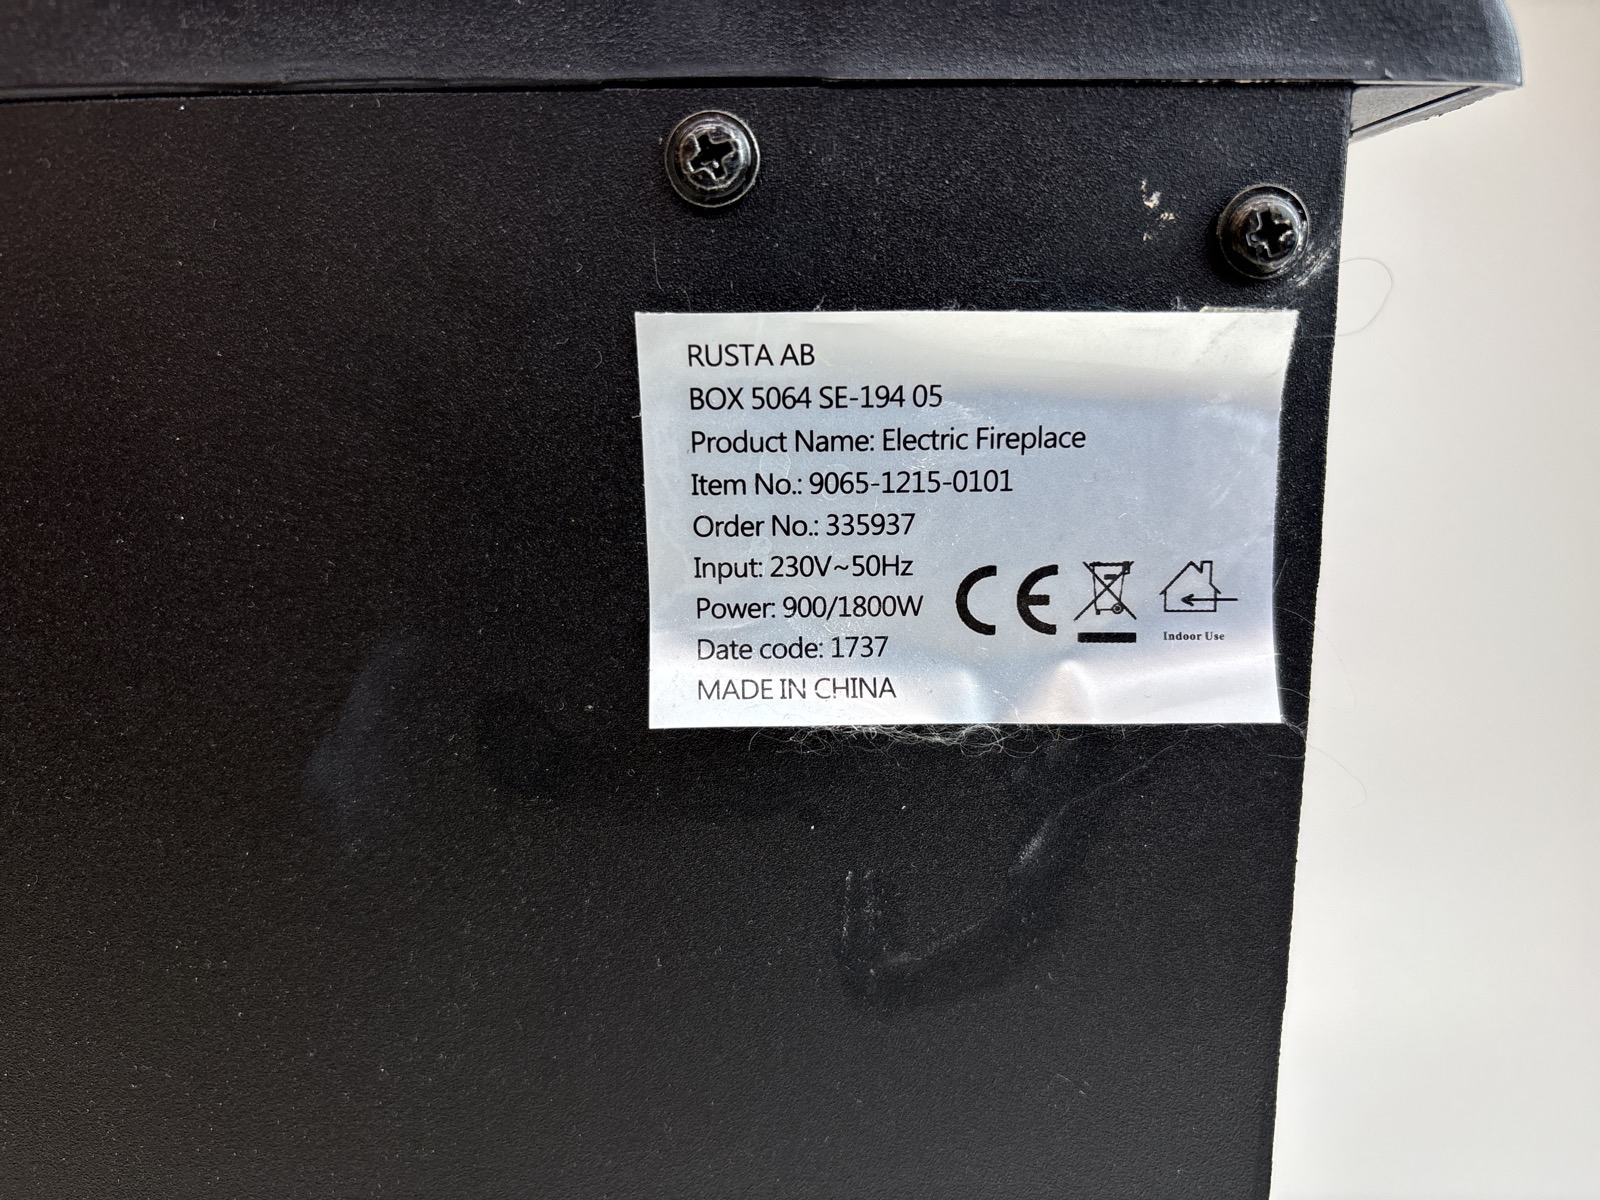 RUSTA AB
BOX 5064 SE-194 05
Product Name: Electric Fireplace
Item No.: 9065-1215-0101
Order No.: 335937
Input: 230V~50Hz
Power: 900/1800W
Date code: 1737
MADE IN CHINA
CE
Indoor Use